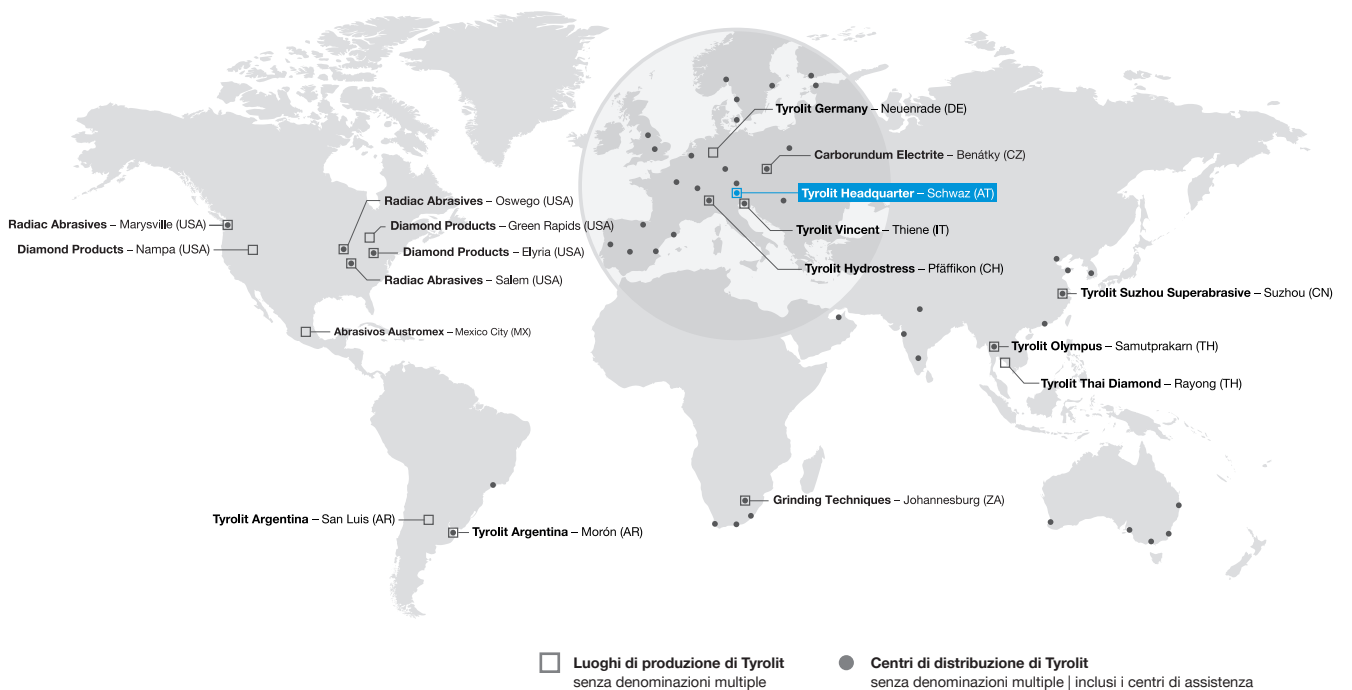 Tyrolit Germany – Neuenrade (DE)
Carborundum Electrite – Benátky (CZ)
Tyrolit Headquarter – Schwaz (AT)
Radiac Abrasives – Oswego (USA)
Radiac Abrasives – Marysville (USA)
Diamond Products – Green Rapids (USA)
Tyrolit Vincent – Thiene (IT)
Diamond Products – Nampa (USA)
Diamond Products – Elyria (USA)
Tyrolit Hydrostress – Pfäffikon (CH)
Radiac Abrasives – Salem (USA)
Tyrolit Suzhou Superabrasive – Suzhou (CN)
Abrasivos Austromex – Mexico City (MX)
Tyrolit Olympus – Samutprakarn (TH)
Tyrolit Thai Diamond – Rayong (TH)
Grinding Techniques – Johannesburg (ZA)
Tyrolit Argentina – San Luis (AR)
Tyrolit Argentina – Morón (AR)
Luoghi di produzione di Tyrolit
senza denominazioni multiple
Centri di distribuzione di Tyrolit
senza denominazioni multiple | inclusi i centri di assistenza